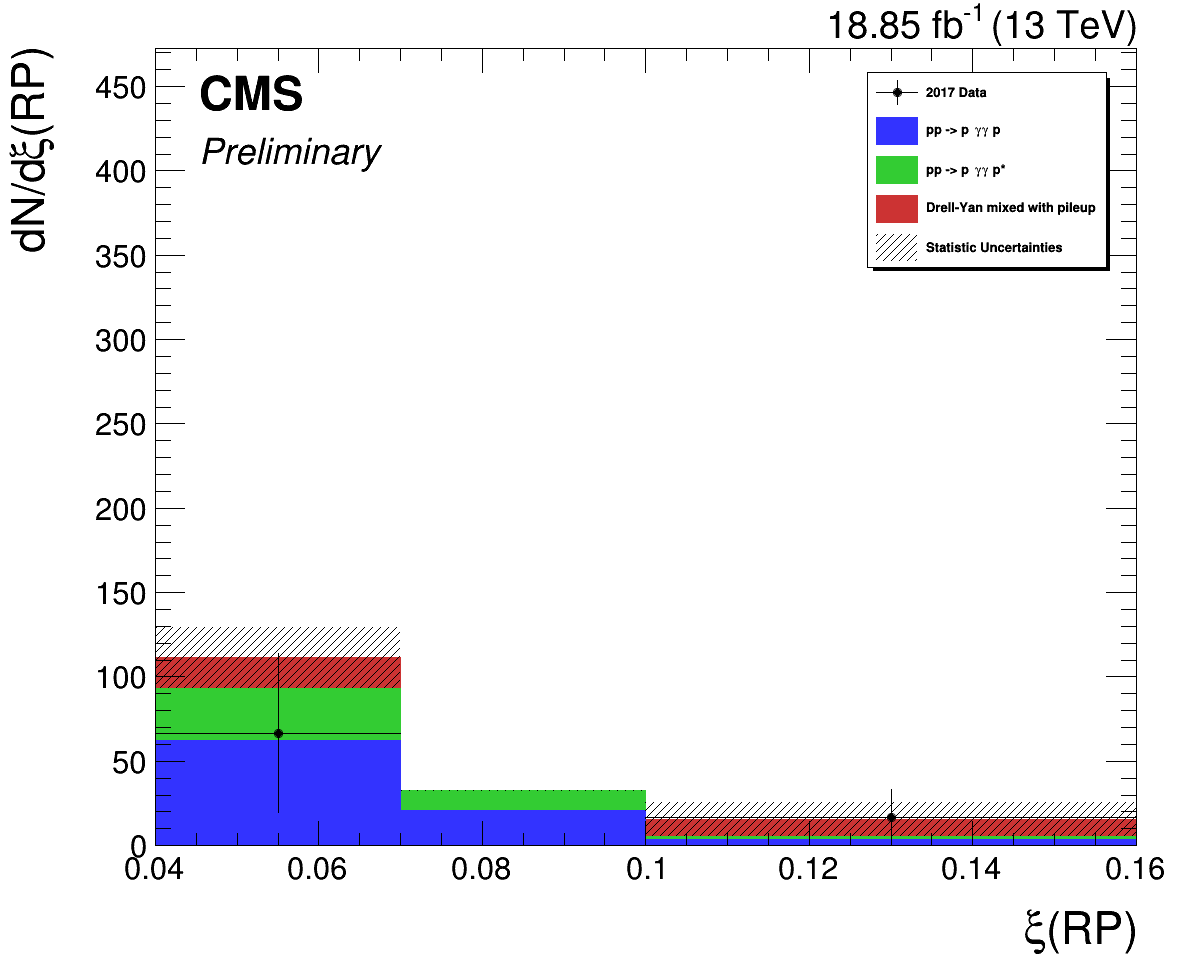 18.85 fb-1 (13 TeV)
dN/dξ(RP)
CMS
Preliminary
2017 Data
pp -> p γγ p
pp -> p γγ p*
Drell-Yan mixed with pileup
Statistic Uncertainties
450
400
350
300
250
200
150
100
50
0
0.04 0.06 0.08 0.1 0.12 0.14 0.16
ξ(RP)